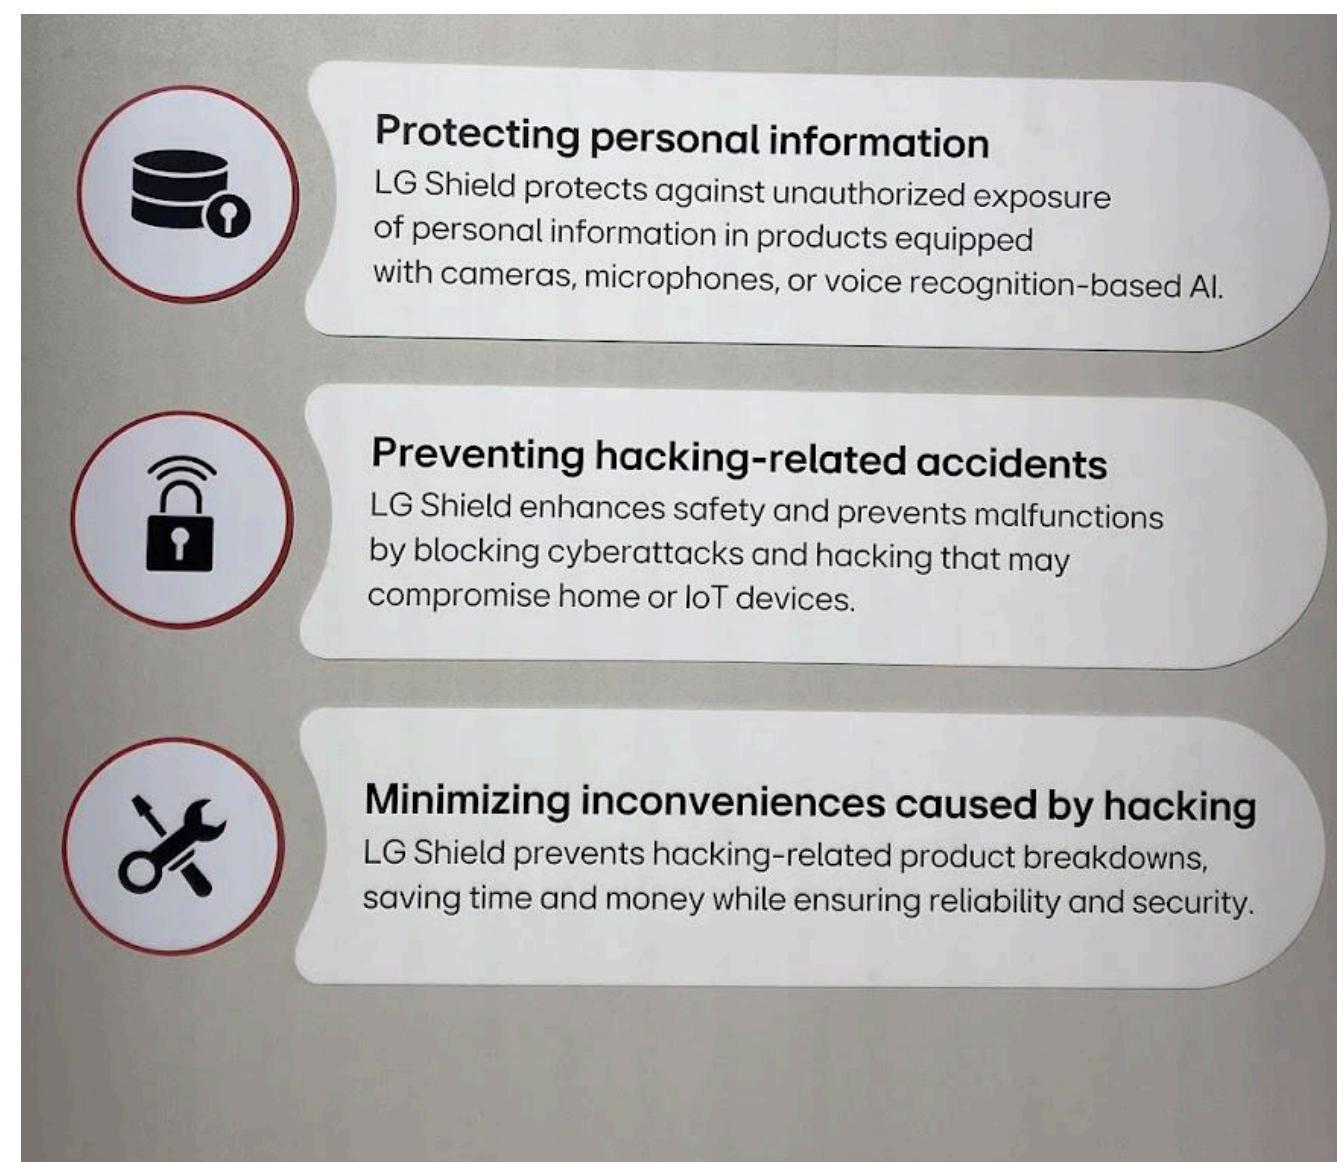 Protecting personal information
LG Shield protects against unauthorized exposure
of personal information in products equipped
with cameras, microphones, or voice recognition-based AI.
Preventing hacking-related accidents
LG Shield enhances safety and prevents malfunctions
by blocking cyberattacks and hacking that may
compromise home or IoT devices.
Minimizing inconveniences caused by hacking
LG Shield prevents hacking-related product breakdowns,
saving time and money while ensuring reliability and security.